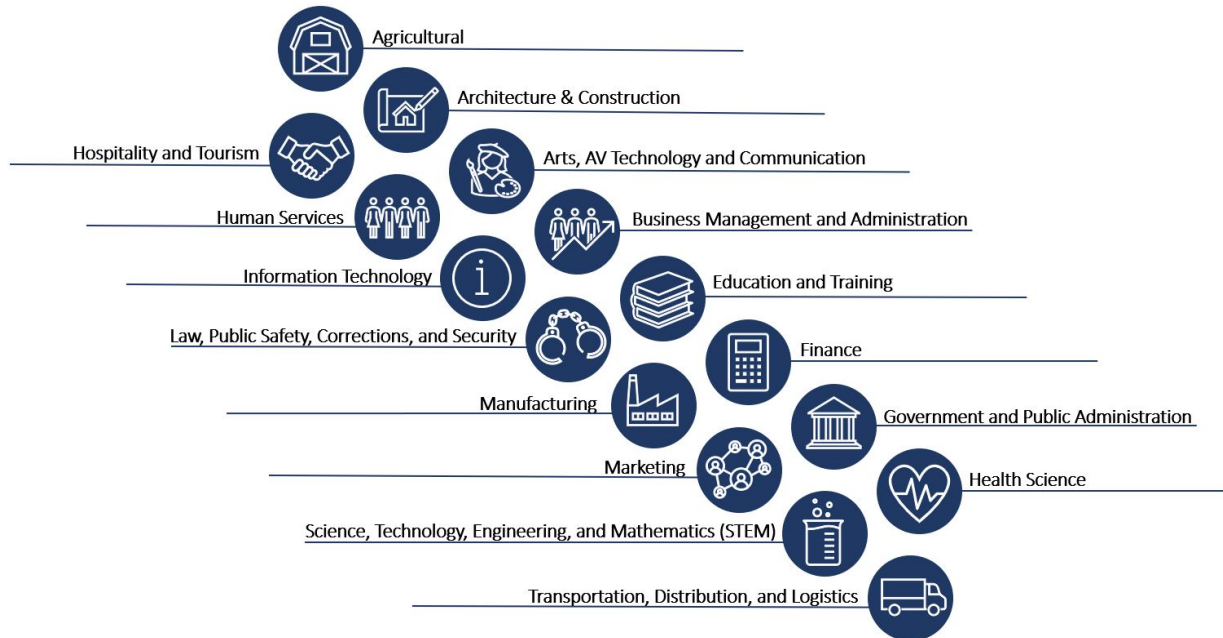 Agricultural
Architecture & Construction
Hospitality and Tourism
Arts, AV Technology and Communication
Human Services
Business Management and Administration
Information Technology
Education and Training
Law, Public Safety, Corrections, and Security
Finance
Manufacturing
Government and Public Administration
Marketing
Health Science
Science, Technology, Engineering, and Mathematics (STEM)
Transportation, Distribution, and Logistics